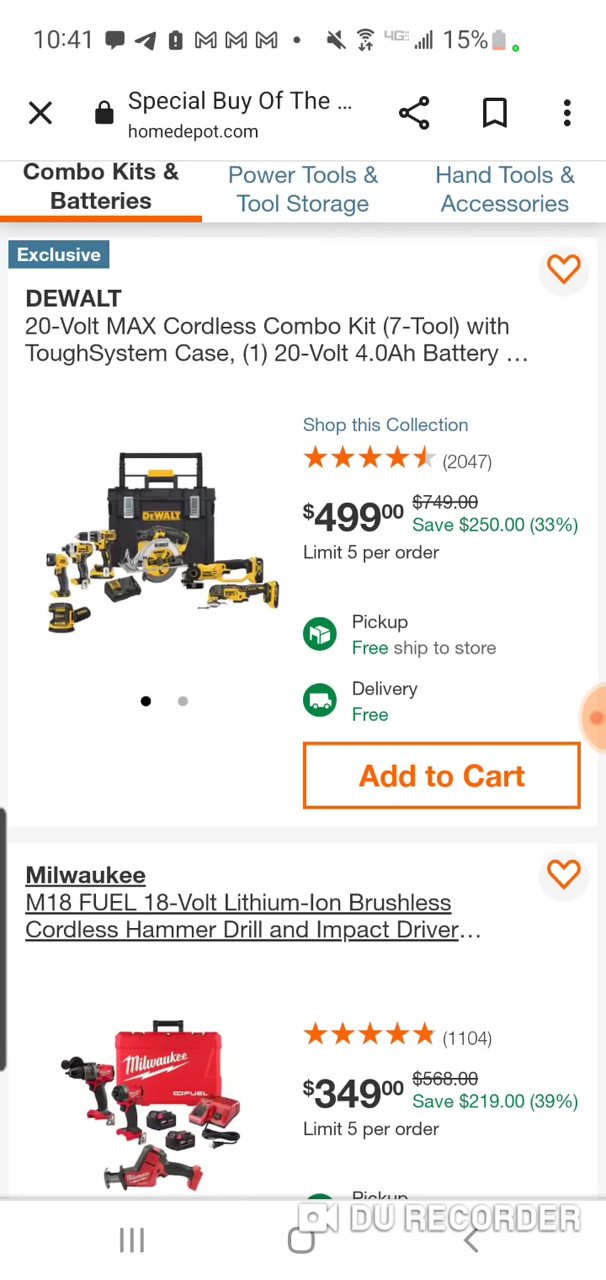 10:41 4GE 15%
Special Buy Of The ...
homedepot.com
Combo Kits & Batteries
Power Tools & Tool Storage
Hand Tools & Accessories
Exclusive
DEWALT
20-Volt MAX Cordless Combo Kit (7-Tool) with
ToughSystem Case, (1) 20-Volt 4.0Ah Battery ...
Shop this Collection
(2047)
DEWALT
$49900 $749.00
Save $250.00 (33%)
Limit 5 per order
Pickup
Free ship to store
Delivery
Free
Add to Cart
Milwaukee
M18 FUEL 18-Volt Lithium-Ion Brushless
Cordless Hammer Drill and Impact Driver...
(1104)
Milwaukee
FUEL
$34900 $568.00
Save $219.00 (39%)
Limit 5 per order
Pickup
DU RECORDER